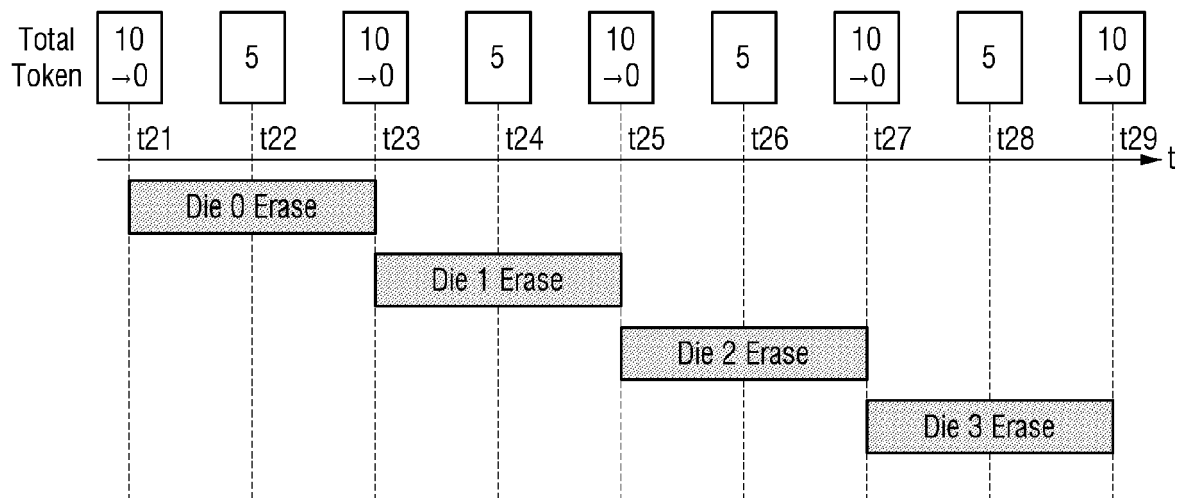 Total
Token
10
→0
5
10
→0
5
10
→0
5
10
→0
5
10
→0
t21
t22
t23
t24
t25
t26
t27
t28
t29
t
Die 0 Erase
Die 1 Erase
Die 2 Erase
Die 3 Erase